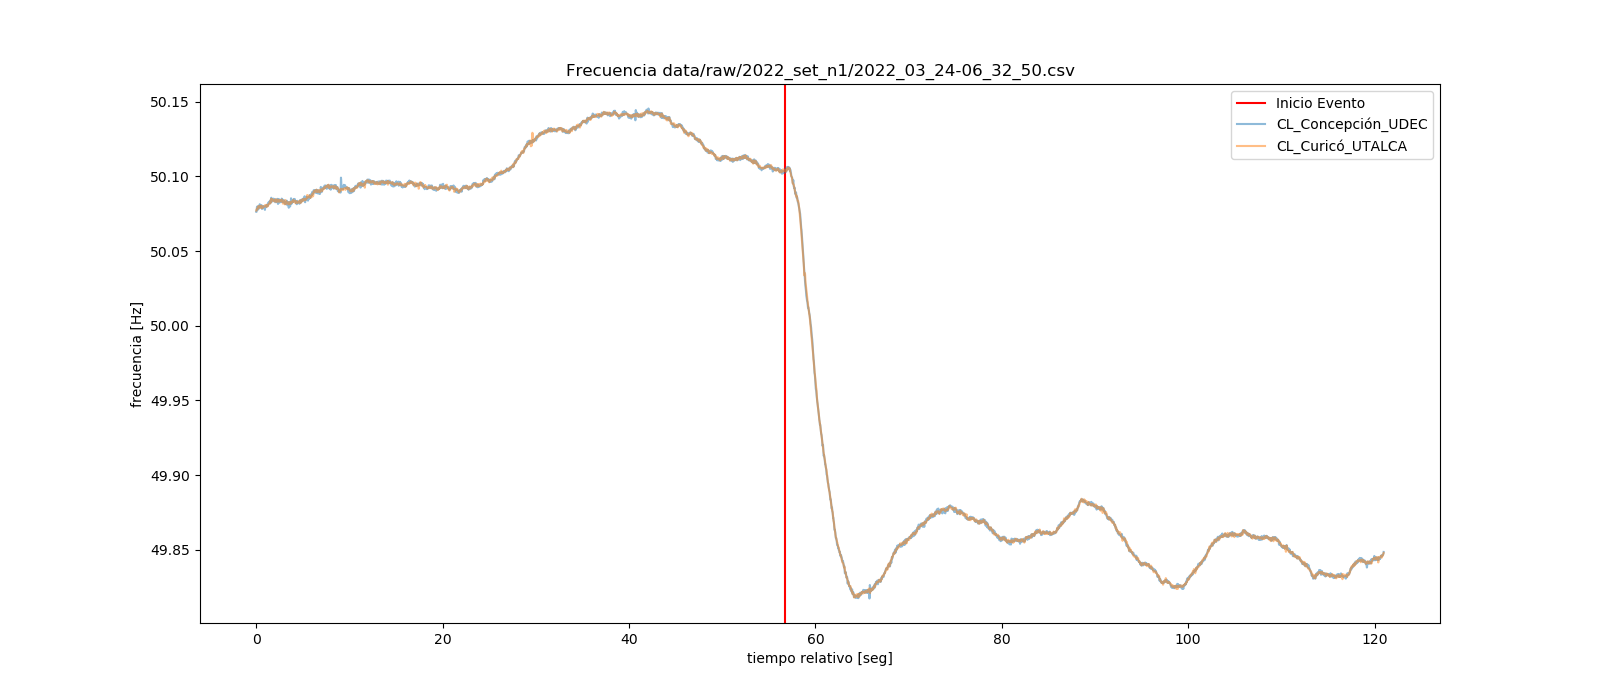 Frecuencia data/raw/2022_set_n1/2022_03_24-06_32_50.csv
Inicio Evento
CL_Concepción_UDEC
CL_Curicó_UTALCA
frecuencia [Hz]
50.15
50.10
50.05
50.00
49.95
49.90
49.85
0 20 40 60 80 100 120
tiempo relativo [seg]